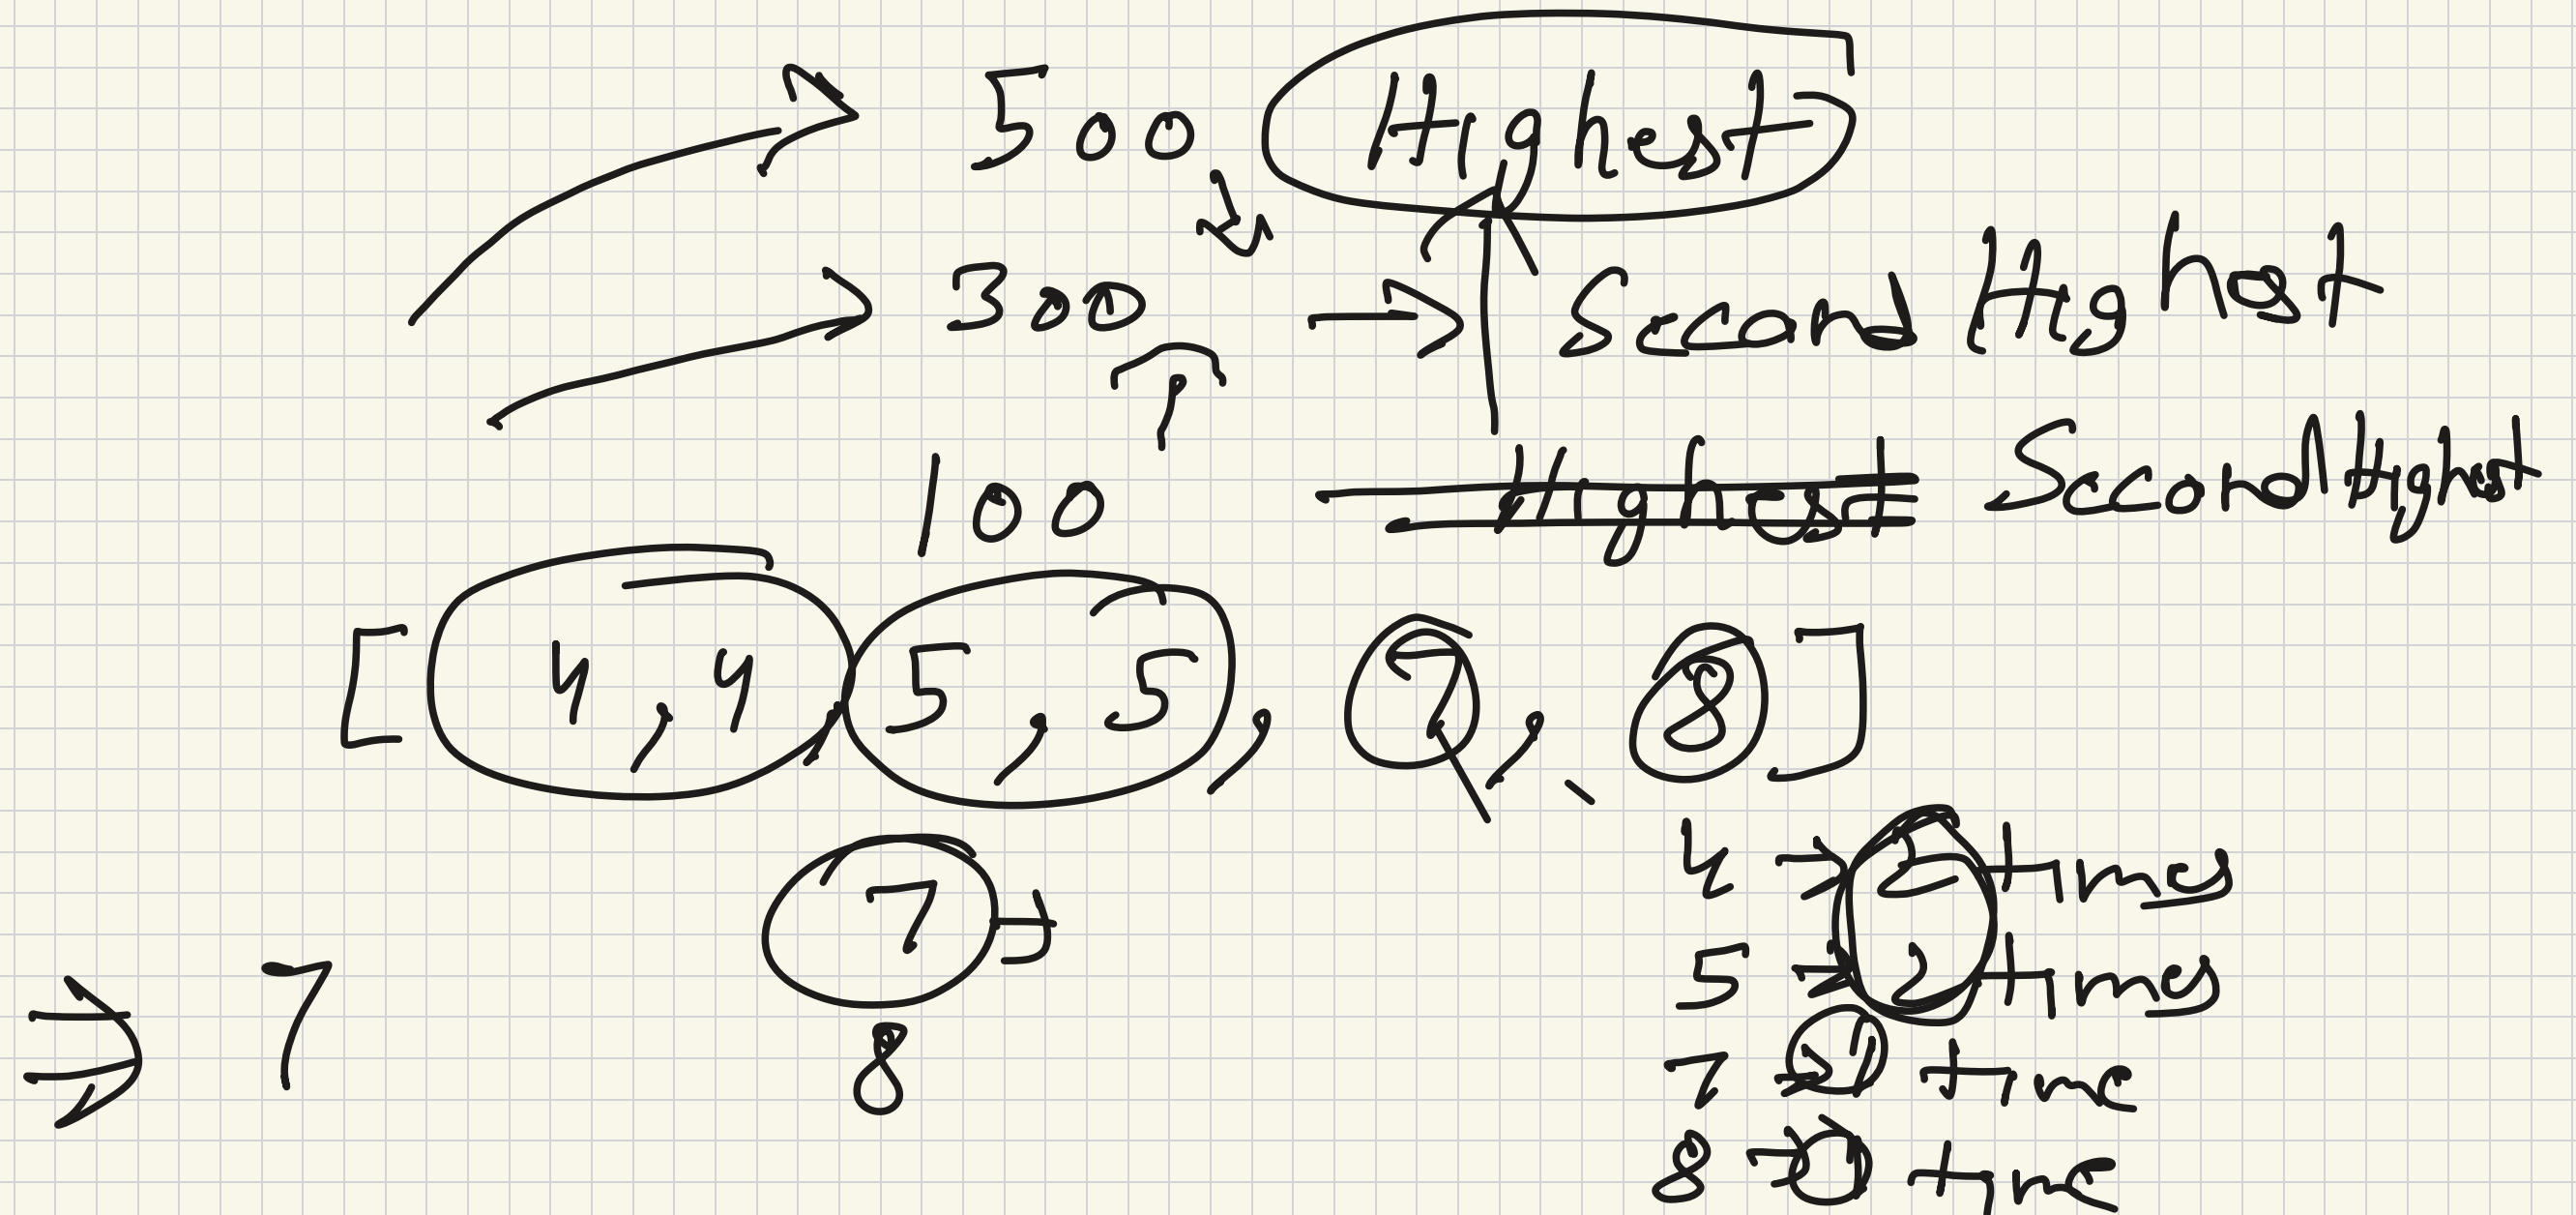 500 Highest
300 → Second Highest
100 Highest Second Highest
[4, 4, 5, 5, 7, 8]
4 → 2 times
7
5 → 2 times
⇒ 7
8
7 → 1 time
8 → 1 time